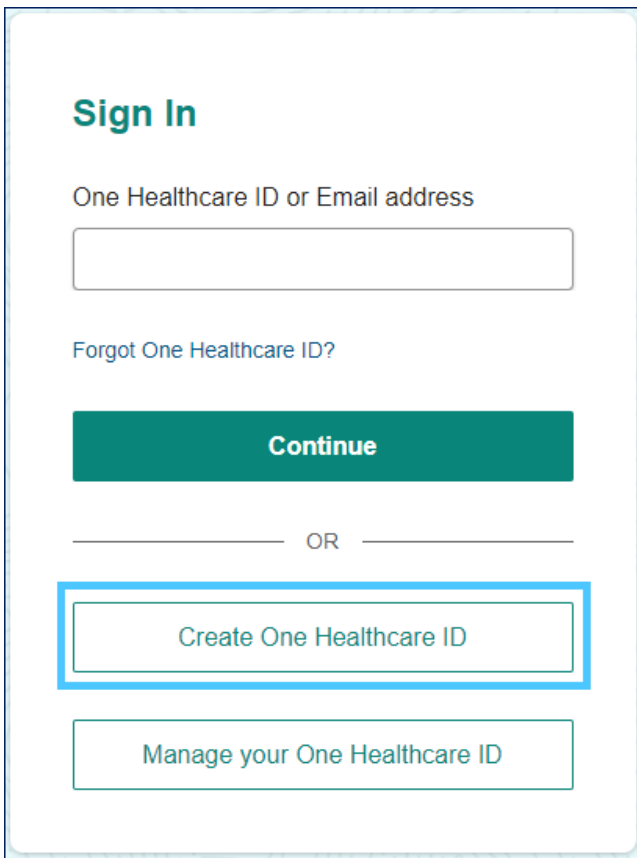 Sign In
One Healthcare ID or Email address
Forgot One Healthcare ID?
Continue
OR
Create One Healthcare ID
Manage your One Healthcare ID